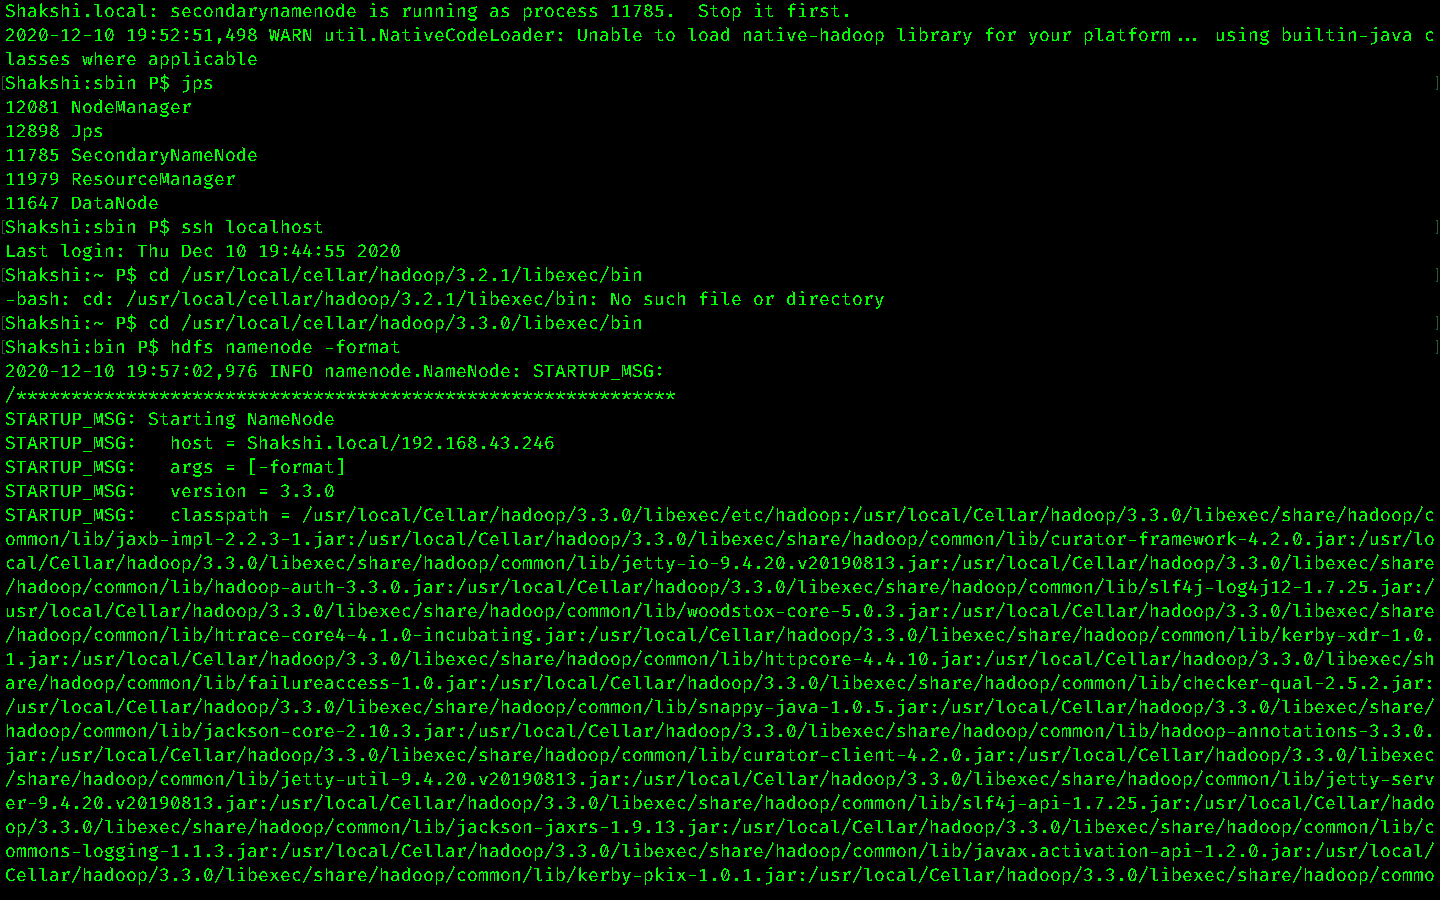 Shakshi.local: secondarynamenode is running as process 11785.  Stop it first.
2020-12-10 19:52:51,498 WARN util.NativeCodeLoader: Unable to load native-hadoop library for your platform... using builtin-java c
lasses where applicable
[Shakshi:sbin P$ jps ]
12081 NodeManager
12898 Jps
11785 SecondaryNameNode
11979 ResourceManager
11647 DataNode
[Shakshi:sbin P$ ssh localhost ]
Last login: Thu Dec 10 19:44:55 2020
[Shakshi:~ P$ cd /usr/local/cellar/hadoop/3.2.1/libexec/bin ]
-bash: cd: /usr/local/cellar/hadoop/3.2.1/libexec/bin: No such file or directory
[Shakshi:~ P$ cd /usr/local/cellar/hadoop/3.3.0/libexec/bin ]
[Shakshi:bin P$ hdfs namenode -format ]
2020-12-10 19:57:02,976 INFO namenode.NameNode: STARTUP_MSG:
/************************************************************
STARTUP_MSG: Starting NameNode
STARTUP_MSG:   host = Shakshi.local/192.168.43.246
STARTUP_MSG:   args = [-format]
STARTUP_MSG:   version = 3.3.0
STARTUP_MSG:   classpath = /usr/local/Cellar/hadoop/3.3.0/libexec/etc/hadoop:/usr/local/Cellar/hadoop/3.3.0/libexec/share/hadoop/c
ommon/lib/jaxb-impl-2.2.3-1.jar:/usr/local/Cellar/hadoop/3.3.0/libexec/share/hadoop/common/lib/curator-framework-4.2.0.jar:/usr/lo
cal/Cellar/hadoop/3.3.0/libexec/share/hadoop/common/lib/jetty-io-9.4.20.v20190813.jar:/usr/local/Cellar/hadoop/3.3.0/libexec/share
/hadoop/common/lib/hadoop-auth-3.3.0.jar:/usr/local/Cellar/hadoop/3.3.0/libexec/share/hadoop/common/lib/slf4j-log4j12-1.7.25.jar:/
usr/local/Cellar/hadoop/3.3.0/libexec/share/hadoop/common/lib/woodstox-core-5.0.3.jar:/usr/local/Cellar/hadoop/3.3.0/libexec/share
/hadoop/common/lib/htrace-core4-4.1.0-incubating.jar:/usr/local/Cellar/hadoop/3.3.0/libexec/share/hadoop/common/lib/kerby-xdr-1.0.
1.jar:/usr/local/Cellar/hadoop/3.3.0/libexec/share/hadoop/common/lib/httpcore-4.4.10.jar:/usr/local/Cellar/hadoop/3.3.0/libexec/sh
are/hadoop/common/lib/failureaccess-1.0.jar:/usr/local/Cellar/hadoop/3.3.0/libexec/share/hadoop/common/lib/checker-qual-2.5.2.jar:
/usr/local/Cellar/hadoop/3.3.0/libexec/share/hadoop/common/lib/snappy-java-1.0.5.jar:/usr/local/Cellar/hadoop/3.3.0/libexec/share/
hadoop/common/lib/jackson-core-2.10.3.jar:/usr/local/Cellar/hadoop/3.3.0/libexec/share/hadoop/common/lib/hadoop-annotations-3.3.0.
jar:/usr/local/Cellar/hadoop/3.3.0/libexec/share/hadoop/common/lib/curator-client-4.2.0.jar:/usr/local/Cellar/hadoop/3.3.0/libexec
/share/hadoop/common/lib/jetty-util-9.4.20.v20190813.jar:/usr/local/Cellar/hadoop/3.3.0/libexec/share/hadoop/common/lib/jetty-serv
er-9.4.20.v20190813.jar:/usr/local/Cellar/hadoop/3.3.0/libexec/share/hadoop/common/lib/slf4j-api-1.7.25.jar:/usr/local/Cellar/hado
op/3.3.0/libexec/share/hadoop/common/lib/jackson-jaxrs-1.9.13.jar:/usr/local/Cellar/hadoop/3.3.0/libexec/share/hadoop/common/lib/c
ommons-logging-1.1.3.jar:/usr/local/Cellar/hadoop/3.3.0/libexec/share/hadoop/common/lib/javax.activation-api-1.2.0.jar:/usr/local/
Cellar/hadoop/3.3.0/libexec/share/hadoop/common/lib/kerby-pkix-1.0.1.jar:/usr/local/Cellar/hadoop/3.3.0/libexec/share/hadoop/commo